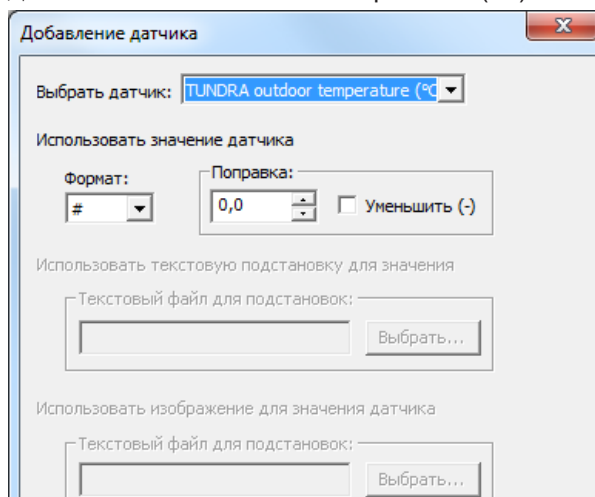 Добавление датчика
Выбрать датчик: TUNDRA outdoor temperature (°C
Использовать значение датчика
Формат: Поправка:
# 0,0 Уменьшить (-)
Использовать текстовую подстановку для значения
Текстовый файл для подстановок:
Выбрать...
Использовать изображение для значения датчика
Текстовый файл для подстановок:
Выбрать...